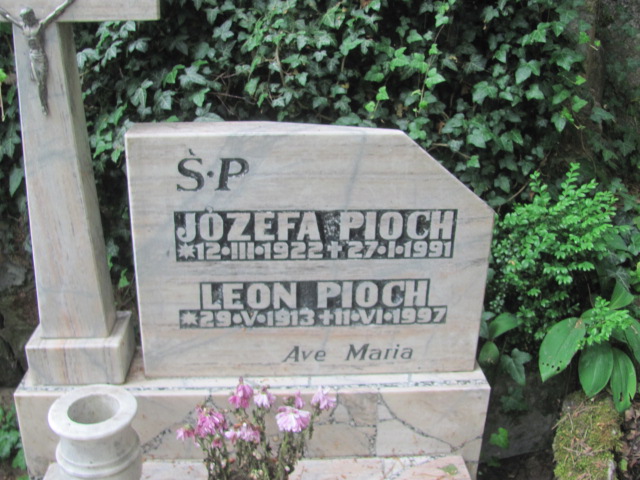 Ś.P
JÓZEFA PIOCH
*12.III.1922+27.I.1991
LEON PIOCH
*29.V.1913+11.VI.1997
Ave Maria